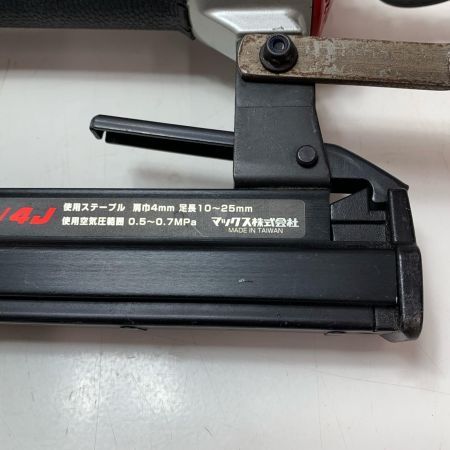 /4J
使用ステープル 肩巾4mm 足長10〜25mm
使用空気圧範囲 0.5〜0.7MPa マックス株式会社
MADE IN TAIWAN